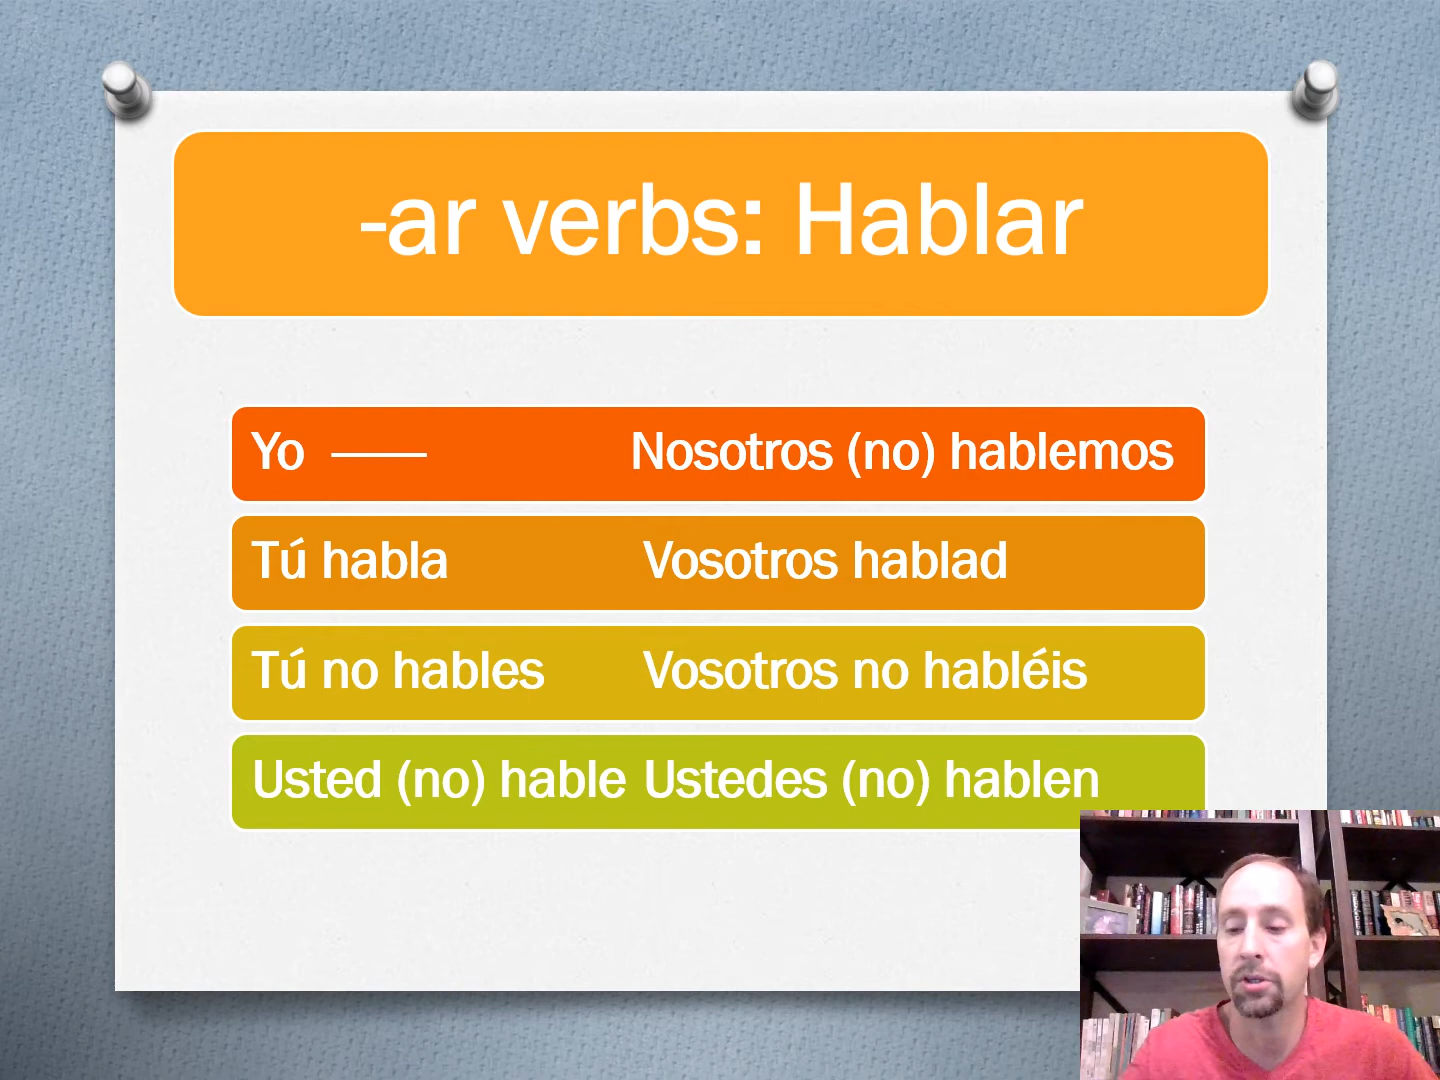 -ar verbs: Hablar
Yo —— Nosotros (no) hablemos
Tú habla Vosotros hablad
Tú no hables Vosotros no habléis
Usted (no) hable Ustedes (no) hablen